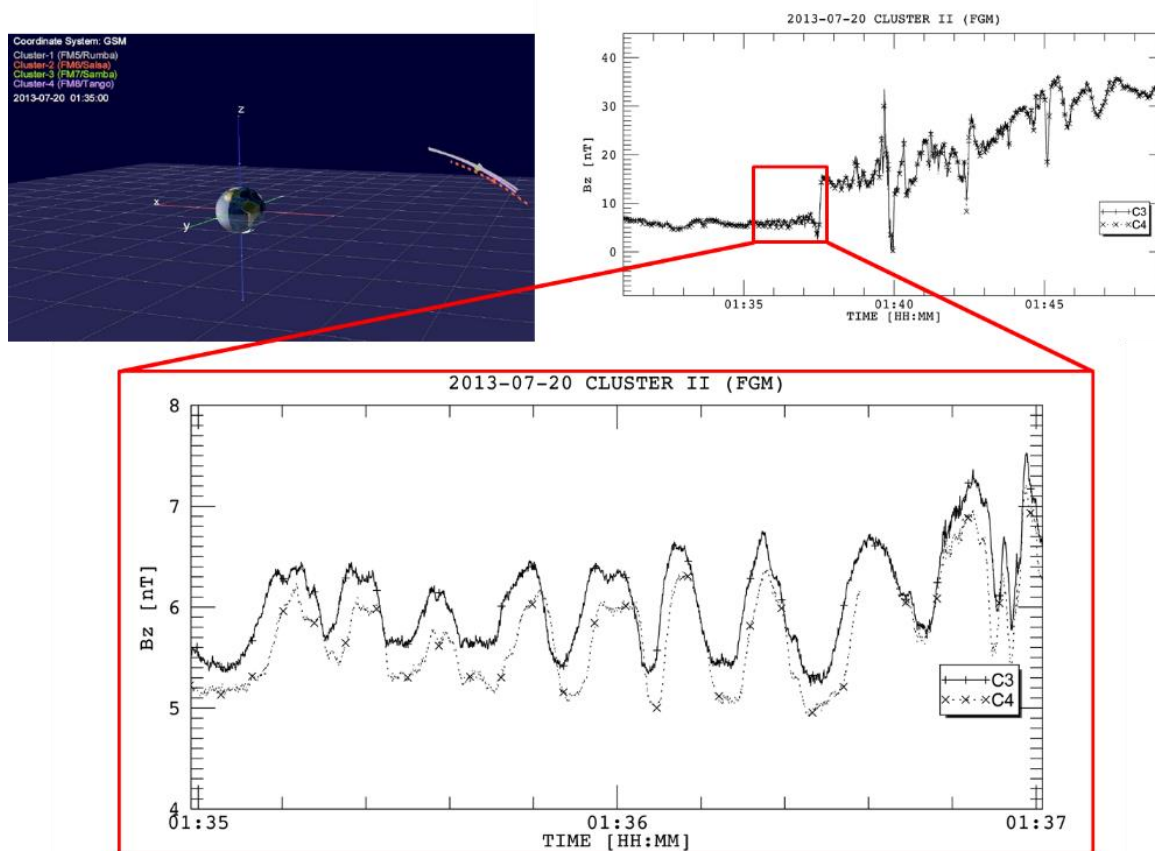 Coordinate System: GSM
Cluster-1 (FM5/Rumba)
Cluster-2 (FM6/Salsa)
Cluster-3 (FM7/Samba)
Cluster-4 (FM8/Tango)
2013-07-20 01:35:00
z
x
y
2013-07-20 CLUSTER II (FGM)
40
30
20
10
0
Bz [nT]
C3
C4
01:35 01:40 01:45
TIME [HH:MM]
2013-07-20 CLUSTER II (FGM)
8
7
6
5
4
Bz [nT]
C3
C4
01:35 01:36 01:37
TIME [HH:MM]